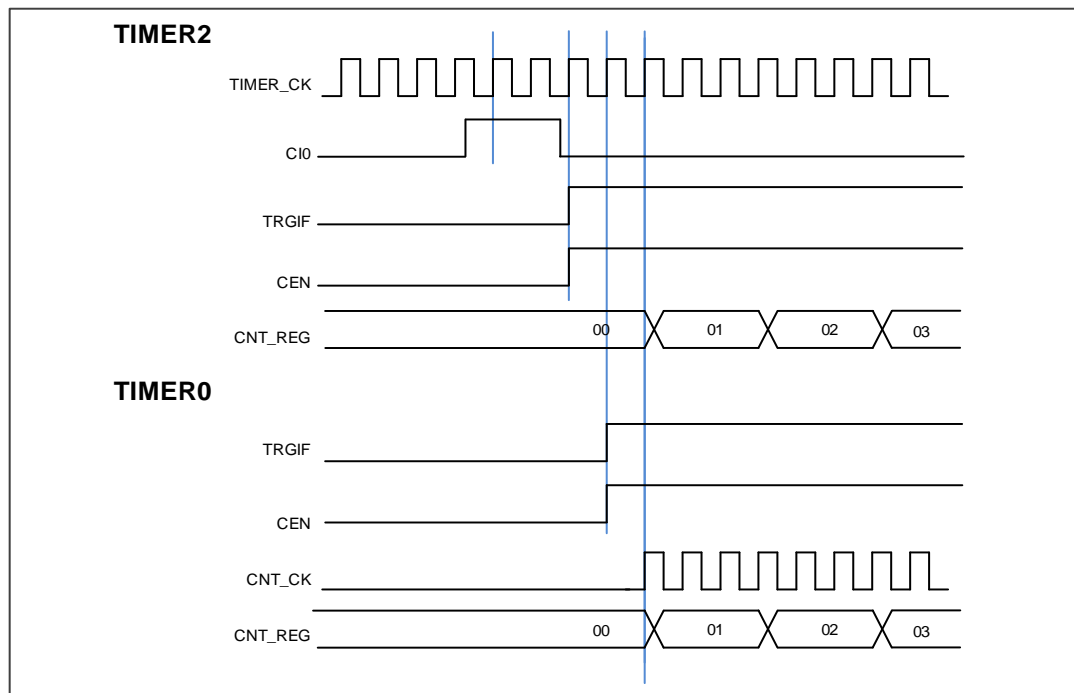 TIMER2
TIMER_CK
CI0
TRGIF
CEN
CNT_REG 00 01 02 03
TIMER0
TRGIF
CEN
CNT_CK
CNT_REG 00 01 02 03